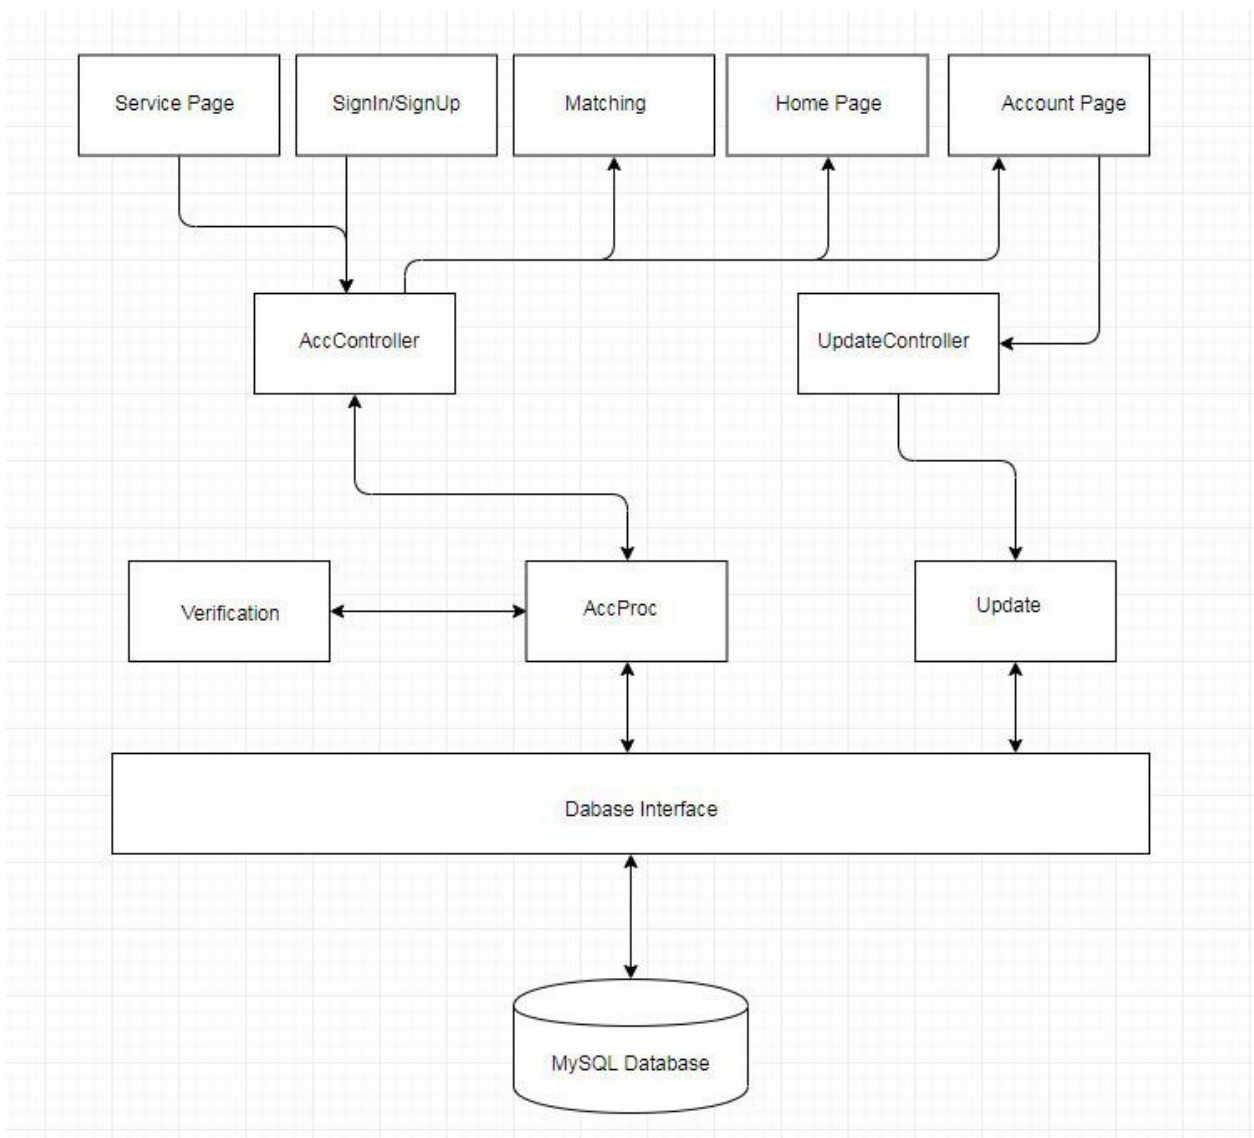 Service Page
SignIn/SignUp
Matching
Home Page
Account Page
AccController
UpdateController
Verification
AccProc
Update
Dabase Interface
MySQL Database